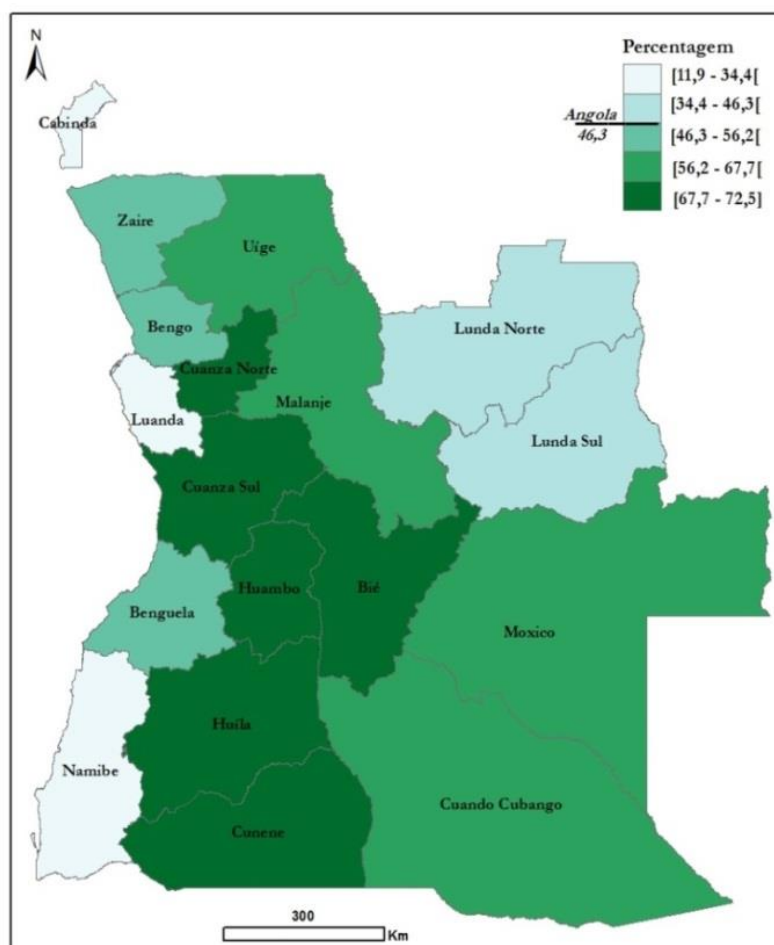 N
Percentagem
[11,9 - 34,4[
[34,4 - 46,3[
Angola
46,3
[46,3 - 56,2[
[56,2 - 67,7[
[67,7 - 72,5]
Cabinda
Zaire
Uíge
Bengo
Lunda Norte
Cuanza Norte
Malanje
Luanda
Lunda Sul
Cuanza Sul
Huambo
Bié
Benguela
Moxico
Huíla
Namibe
Cuando Cubango
Cunene
300
Km